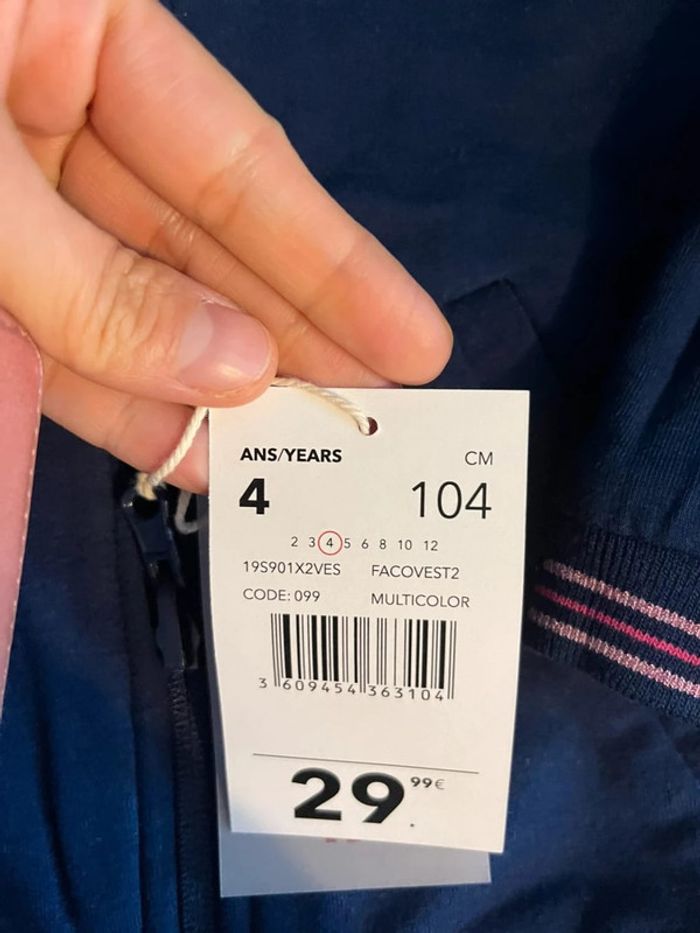 ANS/YEARS CM
4 104
2 3 4 5 6 8 10 12
19S901X2VES FACOVEST2
CODE: 099 MULTICOLOR
3 609454 363104
29.99€